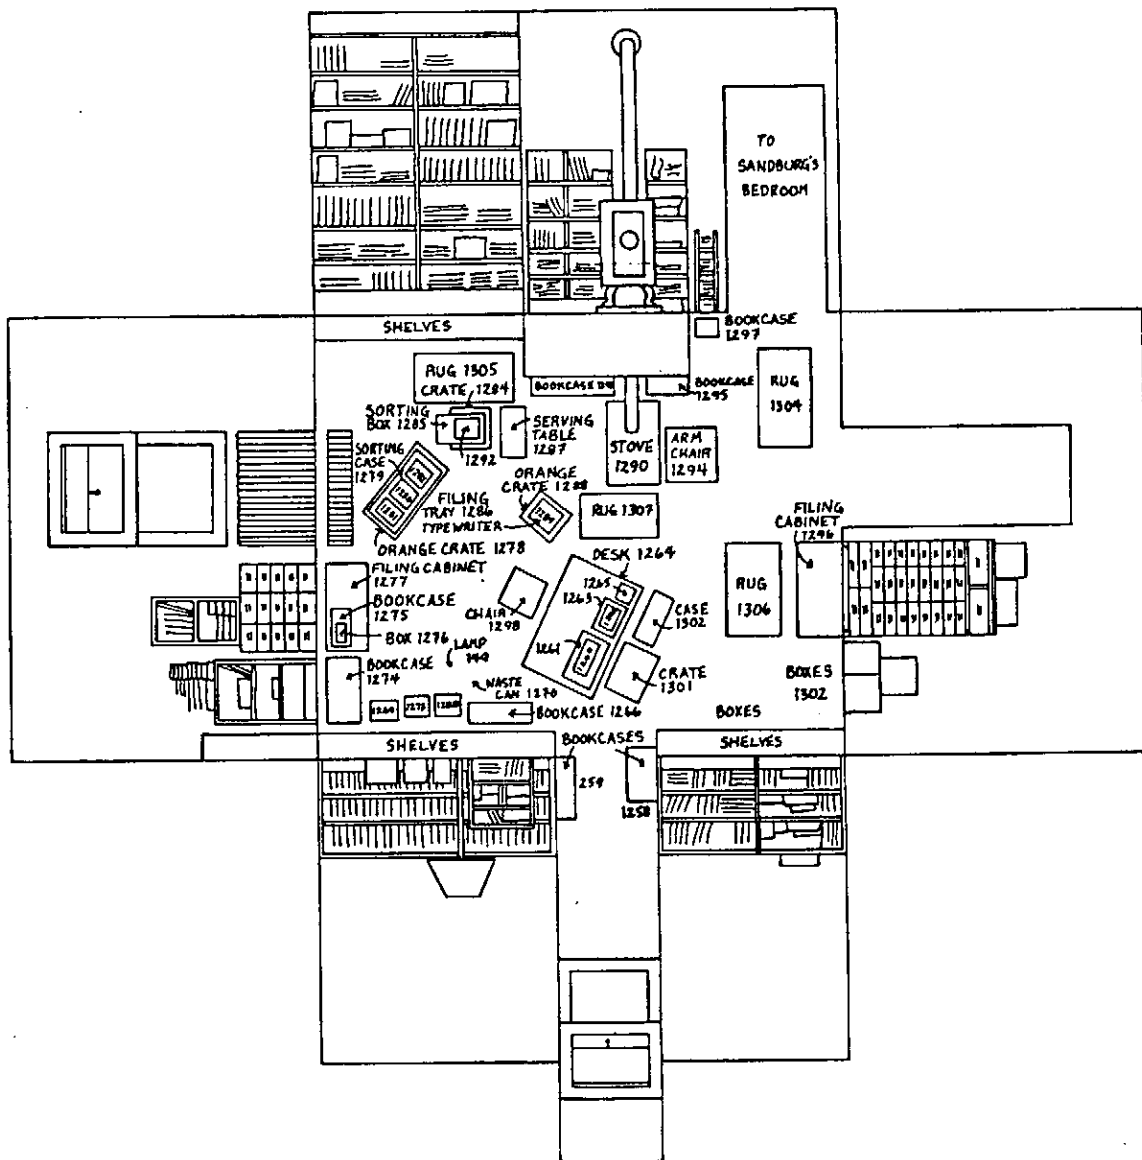 TO
SANDBURG'S
BEDROOM
SHELVES
BOOKCASE
1297
RUG 1305
CRATE 1284
BOOKCASE
BOOKCASE
1295
RUG
1304
SORTING
BOX 1285
1292
SERVING
TABLE
1287
STOVE
1290
ARM
CHAIR
1294
SORTING
CASE
1279
ORANGE
CRATE 1288
FILING
TRAY 1286
TYPEWRITER
1289
RUG 1307
FILING
CABINET
1296
ORANGE CRATE 1278
DESK 1264
FILING CABINET
1277
1265
1263
RUG
1306
BOOKCASE
1275
CHAIR
1298
CASE
1302
BOX 1276
LAMP
1261
BOOKCASE
1274
CRATE
1301
BOXES
1302
WASTE
CAN 1270
BOOKCASE 1266
BOXES
SHELVES
BOOKCASES
SHELVES
259
1258